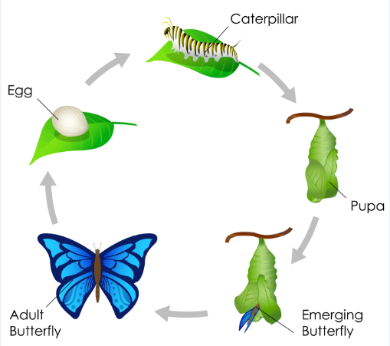 Caterpillar
Egg
Pupa
Emerging
Butterfly
Adult
Butterfly